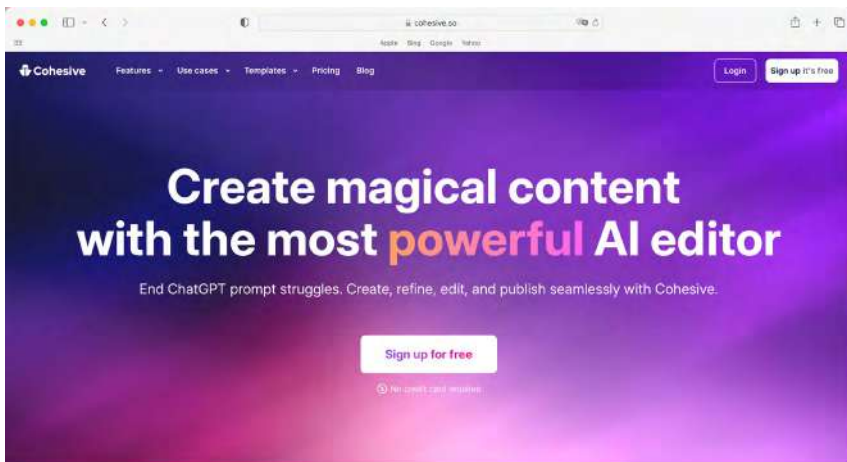 cohesive.so
Apple Bing Google Yahoo
Cohesive Features Use cases Templates Pricing Blog Login Sign up it's free
Create magical content
with the most powerful AI editor
End ChatGPT prompt struggles. Create, refine, edit, and publish seamlessly with Cohesive.
Sign up for free
No credit card required